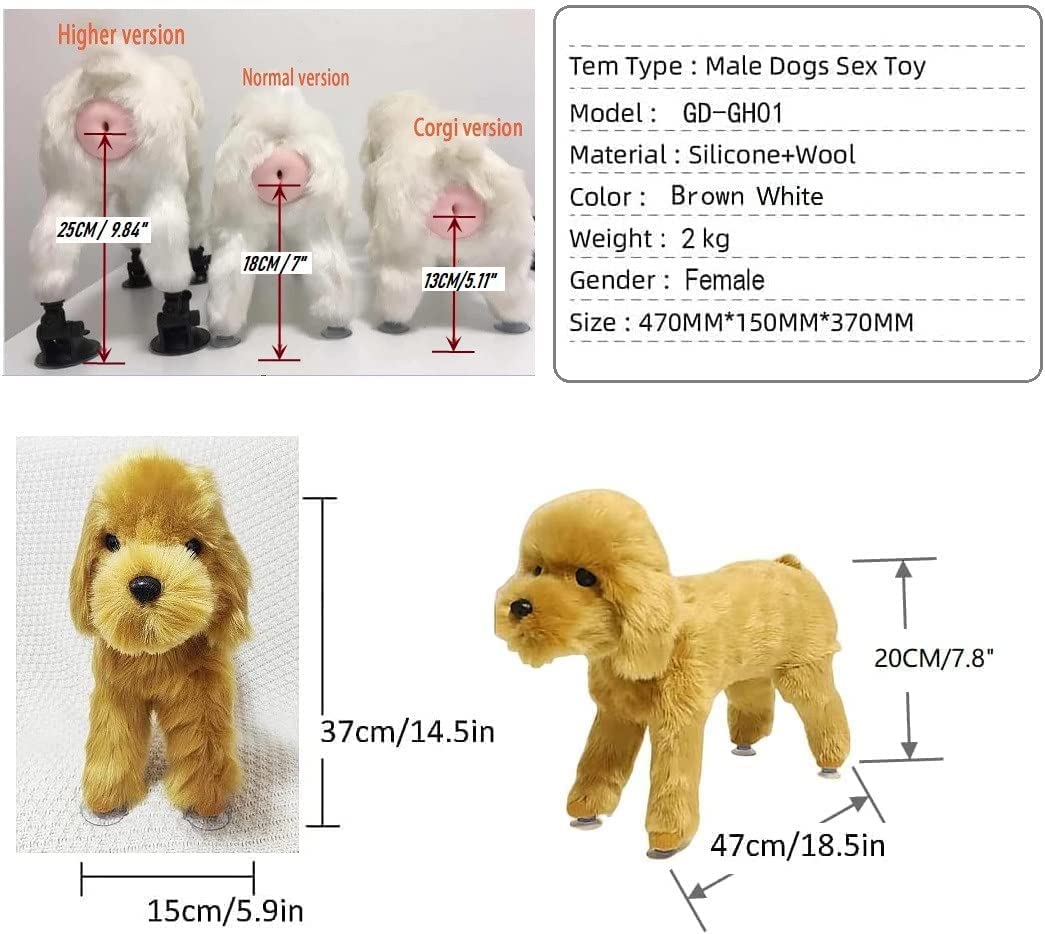 Higher version
Normal version
Corgi version
25CM/ 9.84"
18CM/ 7"
13CM/5.11"
Tem Type : Male Dogs Sex Toy
Model : GD-GH01
Material : Silicone+Wool
Color : Brown White
Weight : 2 kg
Gender : Female
Size : 470MM*150MM*370MM
37cm/14.5in
15cm/5.9in
20CM/7.8"
47cm/18.5in